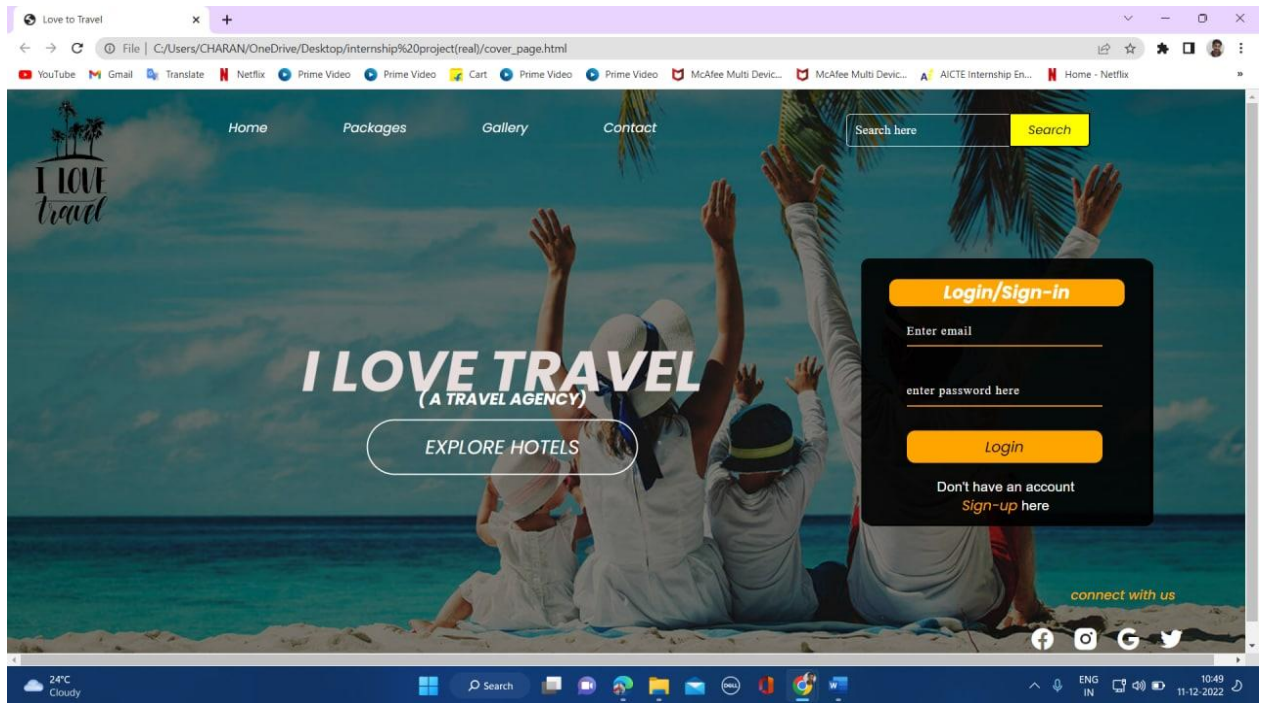 Love to Travel
File | C:/Users/CHARAN/OneDrive/Desktop/internship%20project(real)/cover_page.html
YouTube Gmail Translate Netflix Prime Video Prime Video Cart Prime Video Prime Video McAfee Multi Devic... McAfee Multi Devic... AICTE Internship En... Home - Netflix »
I LOVE
travel
Home Packages Gallery Contact Search here Search
Login/Sign-in
Enter email
I LOVE TRAVEL
(A TRAVEL AGENCY)
enter password here
EXPLORE HOTELS
Login
Don't have an account
Sign-up here
connect with us
24°C
Cloudy
Search
DELL
ENG
IN
10:49
11-12-2022